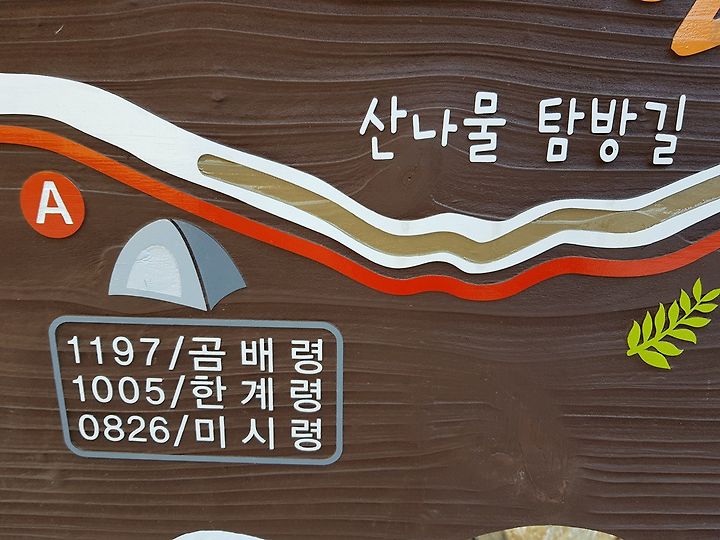 산나물 탐방길
A
1197/곰배령
1005/한계령
0826/미시령